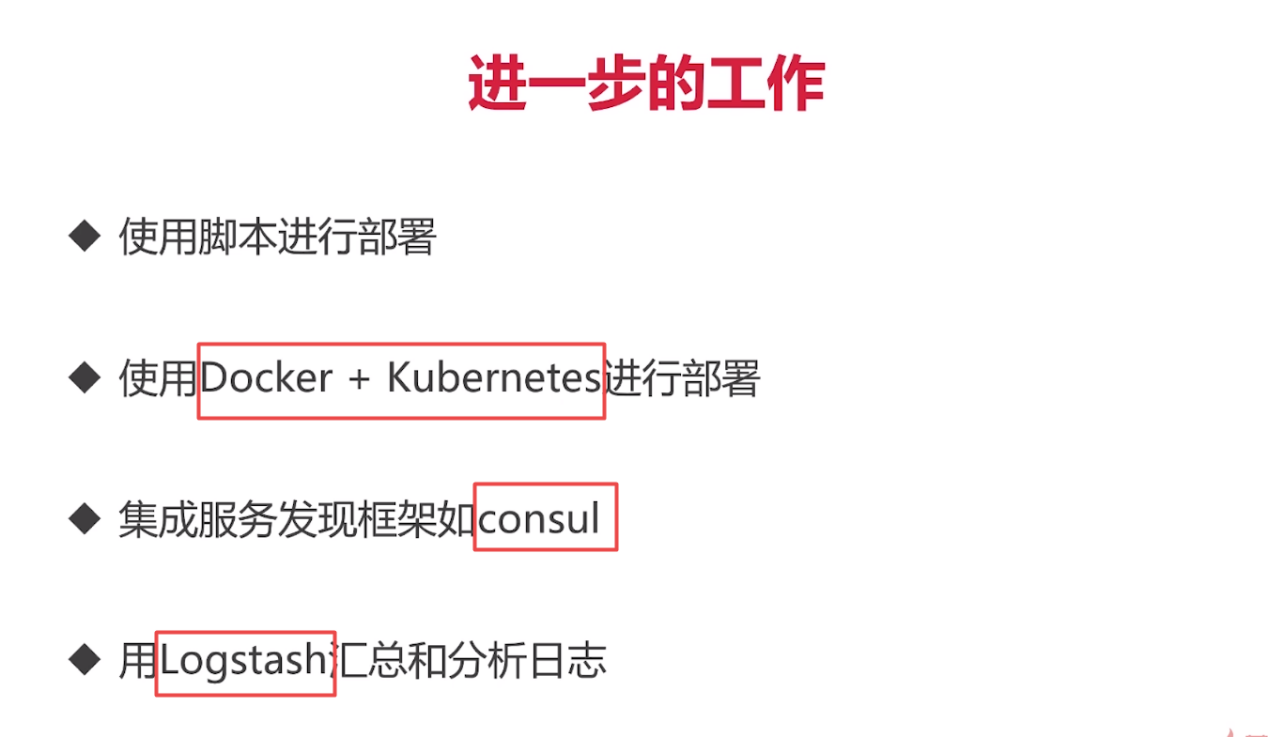 进一步的工作
使用脚本进行部署
使用Docker + Kubernetes进行部署
集成服务发现框架如consul
用Logstash汇总和分析日志